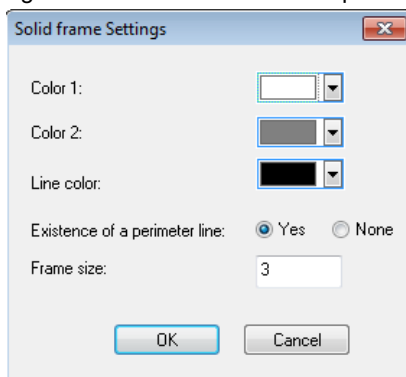 Solid frame Settings
Color 1:
Color 2:
Line color:
Existence of a perimeter line: Yes None
Frame size: 3
OK Cancel